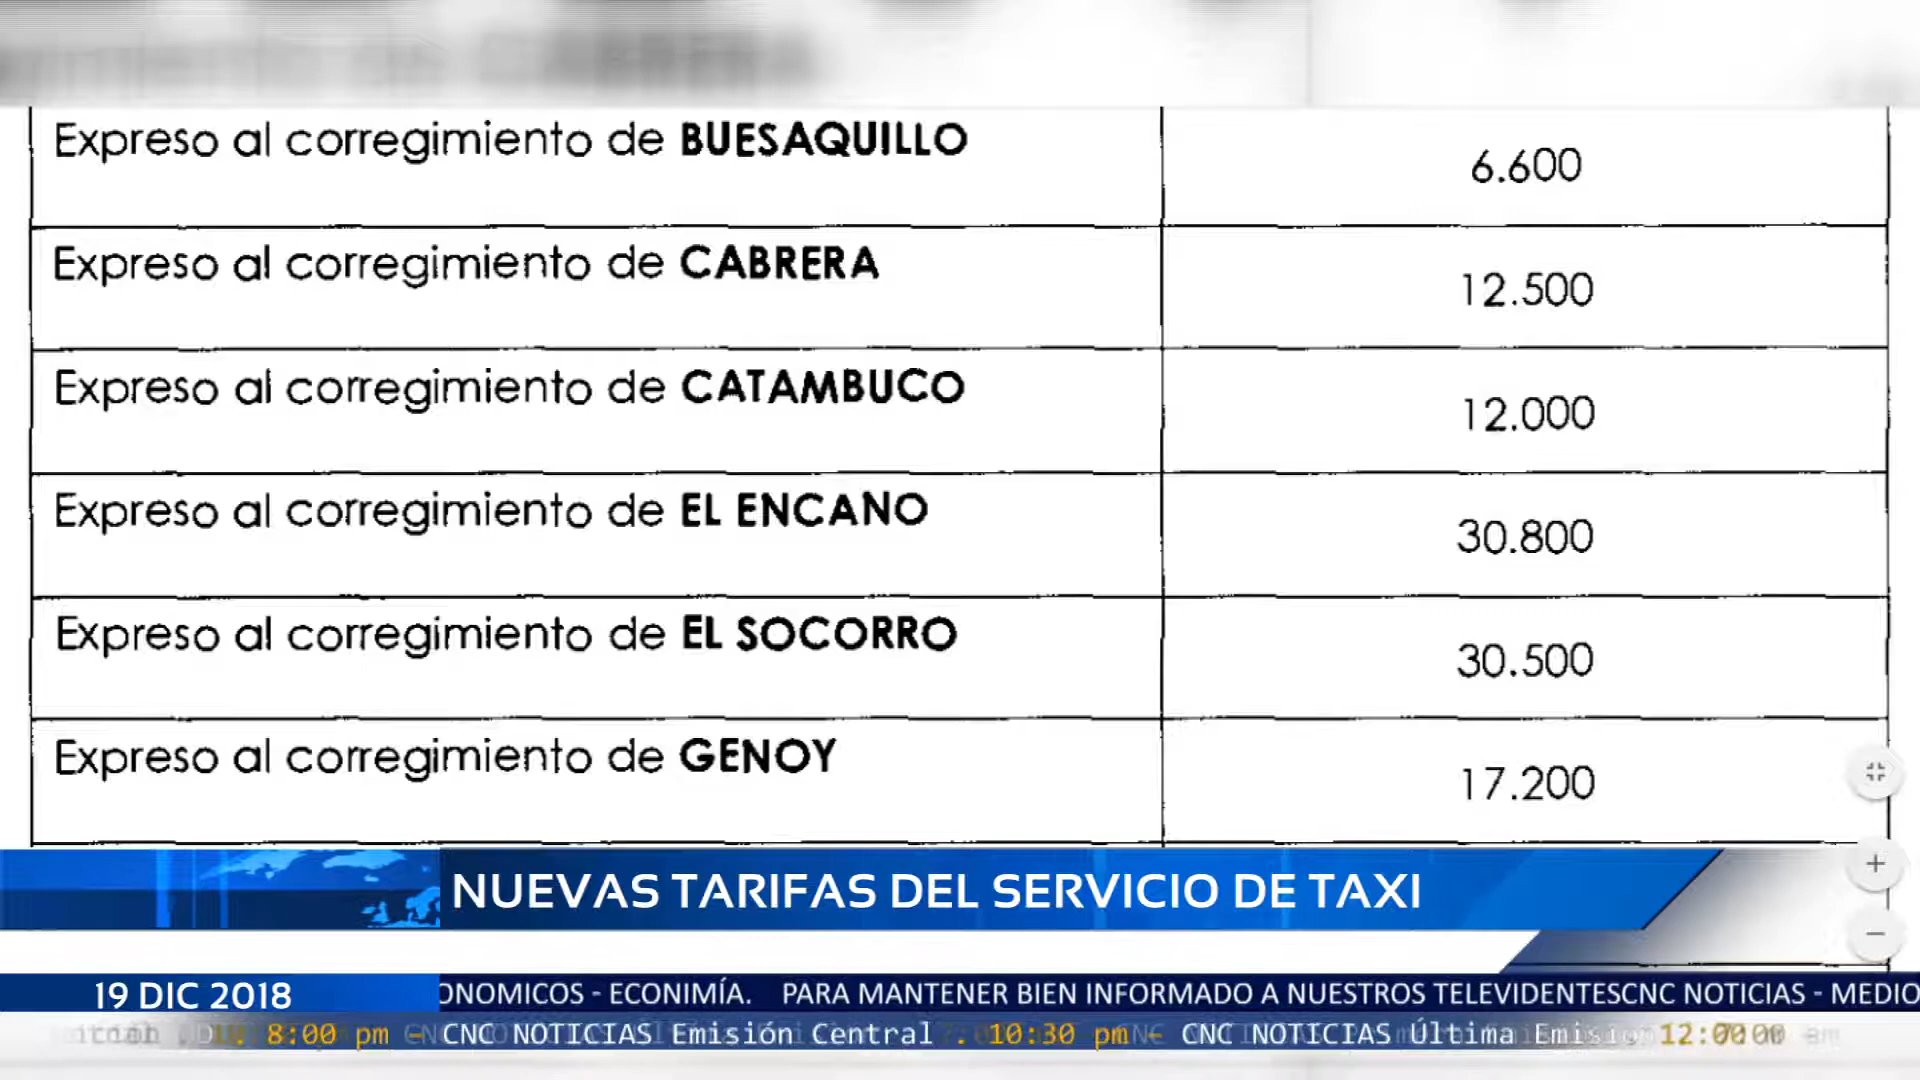 Expreso al corregimiento de BUESAQUILLO
6.600
Expreso al corregimiento de CABRERA
12.500
Expreso al corregimiento de CATAMBUCO
12.000
Expreso al corregimiento de EL ENCANO
30.800
Expreso al corregimiento de EL SOCORRO
30.500
Expreso al corregimiento de GENOY
17.200
NUEVAS TARIFAS DEL SERVICIO DE TAXI
19 DIC 2018
ONOMICOS - ECONIMÍA. PARA MANTENER BIEN INFORMADO A NUESTROS TELEVIDENTESCNC NOTICIAS - MEDIO
8:00 pm - CNC NOTICIAS Emisión Central . 10:30 pm - CNC NOTICIAS Última Emisio